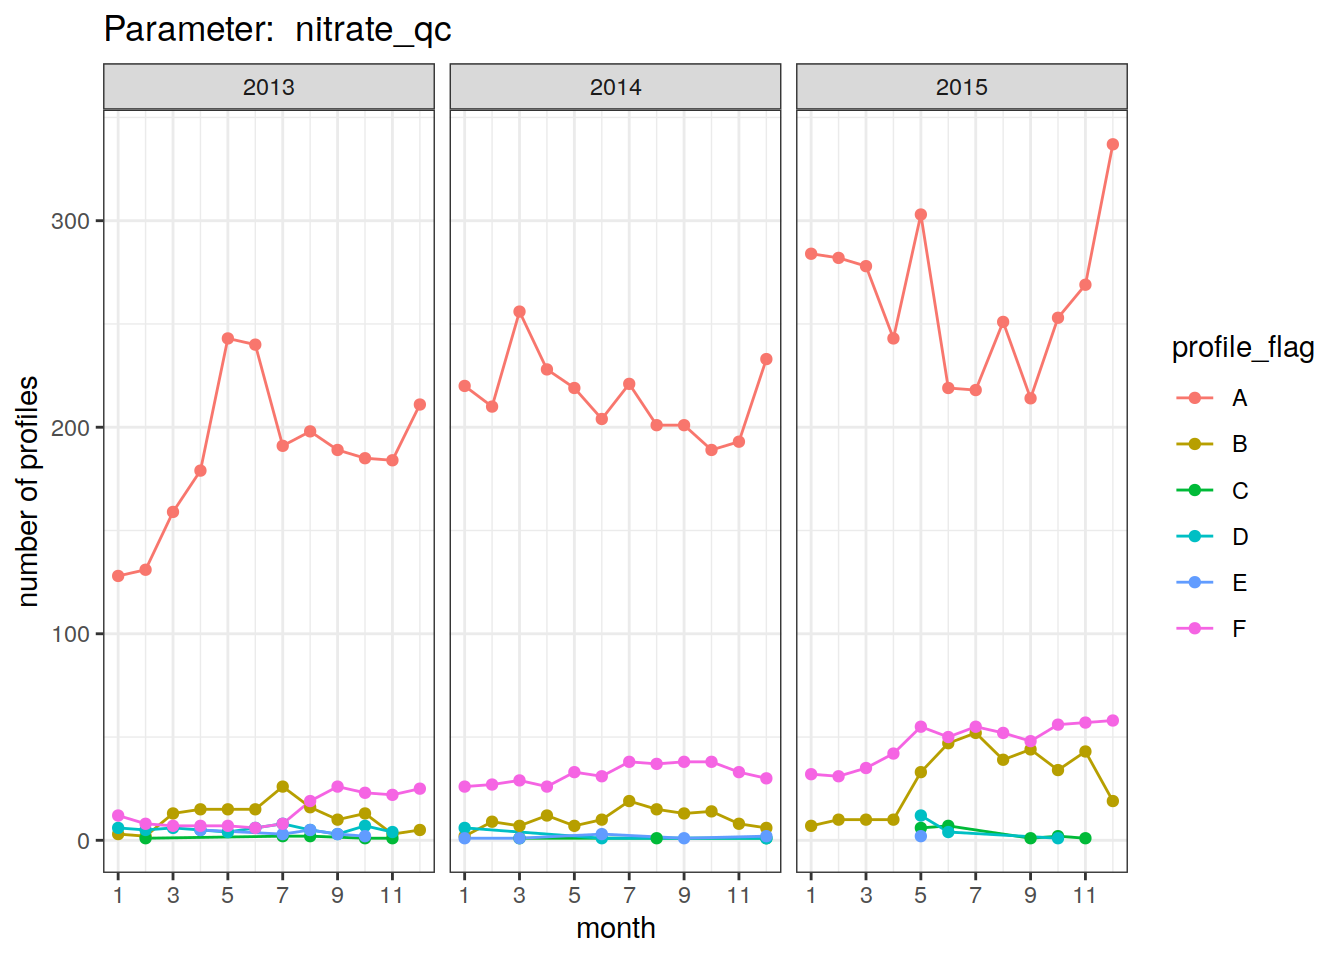 Parameter:  nitrate_qc
2013 2014 2015
number of profiles
300
200
100
0
1 3 5 7 9 11 1 3 5 7 9 11 1 3 5 7 9 11
month
profile_flag
A
B
C
D
E
F